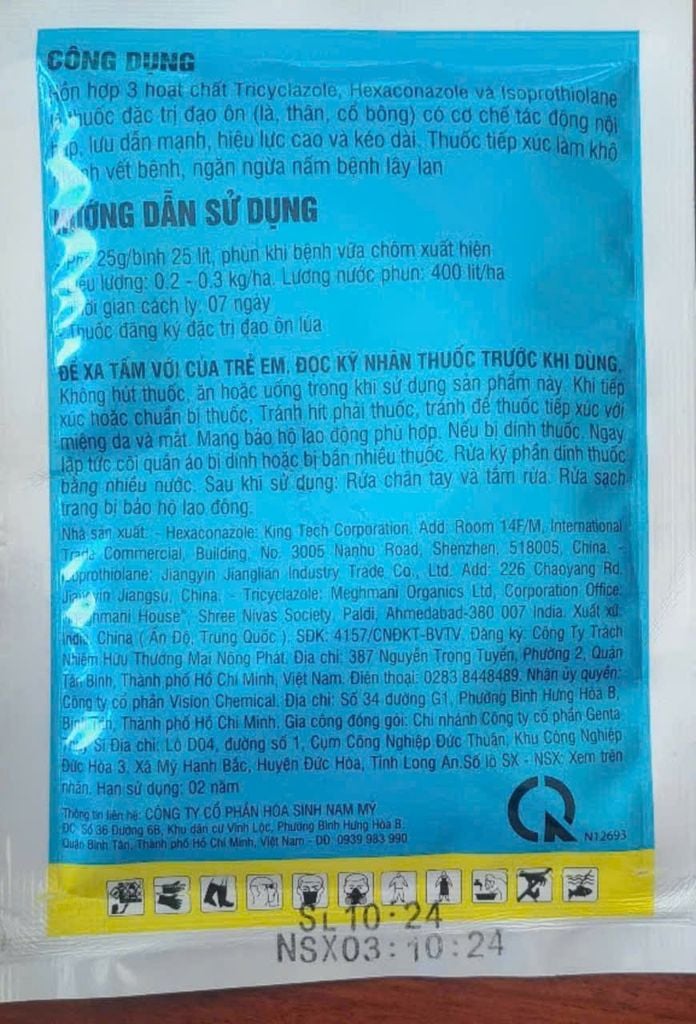 CÔNG DỤNG
Hỗn hợp 3 hoạt chất Tricyclazole, Hexaconazole và Isoprothiolane
là thuốc đặc trị đạo ôn (lá, thân, cổ bông) có cơ chế tác động nội
hấp, lưu dẫn mạnh, hiệu lực cao và kéo dài. Thuốc tiếp xúc làm khô
vết bệnh, ngăn ngừa nấm bệnh lây lan
HƯỚNG DẪN SỬ DỤNG
25g/bình 25 lít, phun khi bệnh vừa chớm xuất hiện
Liều lượng: 0.2 - 0.3 kg/ha. Lượng nước phun: 400 lít/ha
Thời gian cách ly: 07 ngày
Thuốc đăng ký đặc trị đạo ôn lúa
ĐỂ XA TẦM VỚI CỦA TRẺ EM. ĐỌC KỸ NHÃN THUỐC TRƯỚC KHI DÙNG.
Không hút thuốc, ăn hoặc uống trong khi sử dụng sản phẩm này. Khi tiếp
xúc hoặc chuẩn bị thuốc, Tránh hít phải thuốc, tránh để thuốc tiếp xúc với
miệng da và mắt. Mang bảo hộ lao động phù hợp. Nếu bị dính thuốc. Ngay
lập tức cởi quần áo bị dính hoặc bị bắn nhiều thuốc. Rửa kỹ phần dính thuốc
bằng nhiều nước. Sau khi sử dụng: Rửa chân tay và tắm rửa. Rửa sạch
trang bị bảo hộ lao động.
Nhà sản xuất: - Hexaconazole: King Tech Corporation. Add: Room 14F/M, International
Trade Commercial, Building, No. 3005 Nanhu Road, Shenzhen, 518005, China. -
Isoprothiolane: Jiangyin Jianglian Industry Trade Co., Ltd. Add: 226 Chaoyang Rd,
Jiangyin Jiangsu, China. - Tricyclazole: Meghmani Organics Ltd, Corporation Office:
"Meghmani House", Shree Nivas Society, Paldi, Ahmedabad-380 007 India. Xuất xứ:
India, China ( Ấn Độ, Trung Quốc ). SĐK: 4157/CNĐKT-BVTV. Đăng ký: Công Ty Trách
Nhiệm Hữu Thương Mại Nông Phát. Địa chỉ: 387 Nguyễn Trọng Tuyển, Phường 2, Quận
Tân Bình, Thành phố Hồ Chí Minh, Việt Nam. Điện thoại: 0283 8448489. Nhận ủy quyền:
Công ty cổ phần Vision Chemical. Địa chỉ: Số 34 đường G1, Phường Bình Hưng Hòa B,
Bình Tân, Thành phố Hồ Chí Minh. Gia công đóng gói: Chi nhánh Công ty cổ phần Genta
Thụy Sĩ Địa chỉ: Lô D04, đường số 1, Cụm Công Nghiệp Đức Thuận, Khu Công Nghiệp
Đức Hòa 3, Xã Mỹ Hạnh Bắc, Huyện Đức Hòa, Tỉnh Long An.Số lô SX - NSX: Xem trên
nhãn. Hạn sử dụng: 02 năm
Thông tin liên hệ: CÔNG TY CỔ PHẦN HÓA SINH NAM MỸ
ĐC: Số 36 Đường 6B, Khu dân cư Vĩnh Lộc, Phường Bình Hưng Hòa B,
Quận Bình Tân, Thành phố Hồ Chí Minh, Việt Nam - DĐ: 0939 983 990
N12693
SL10:24
NSX03:10:24